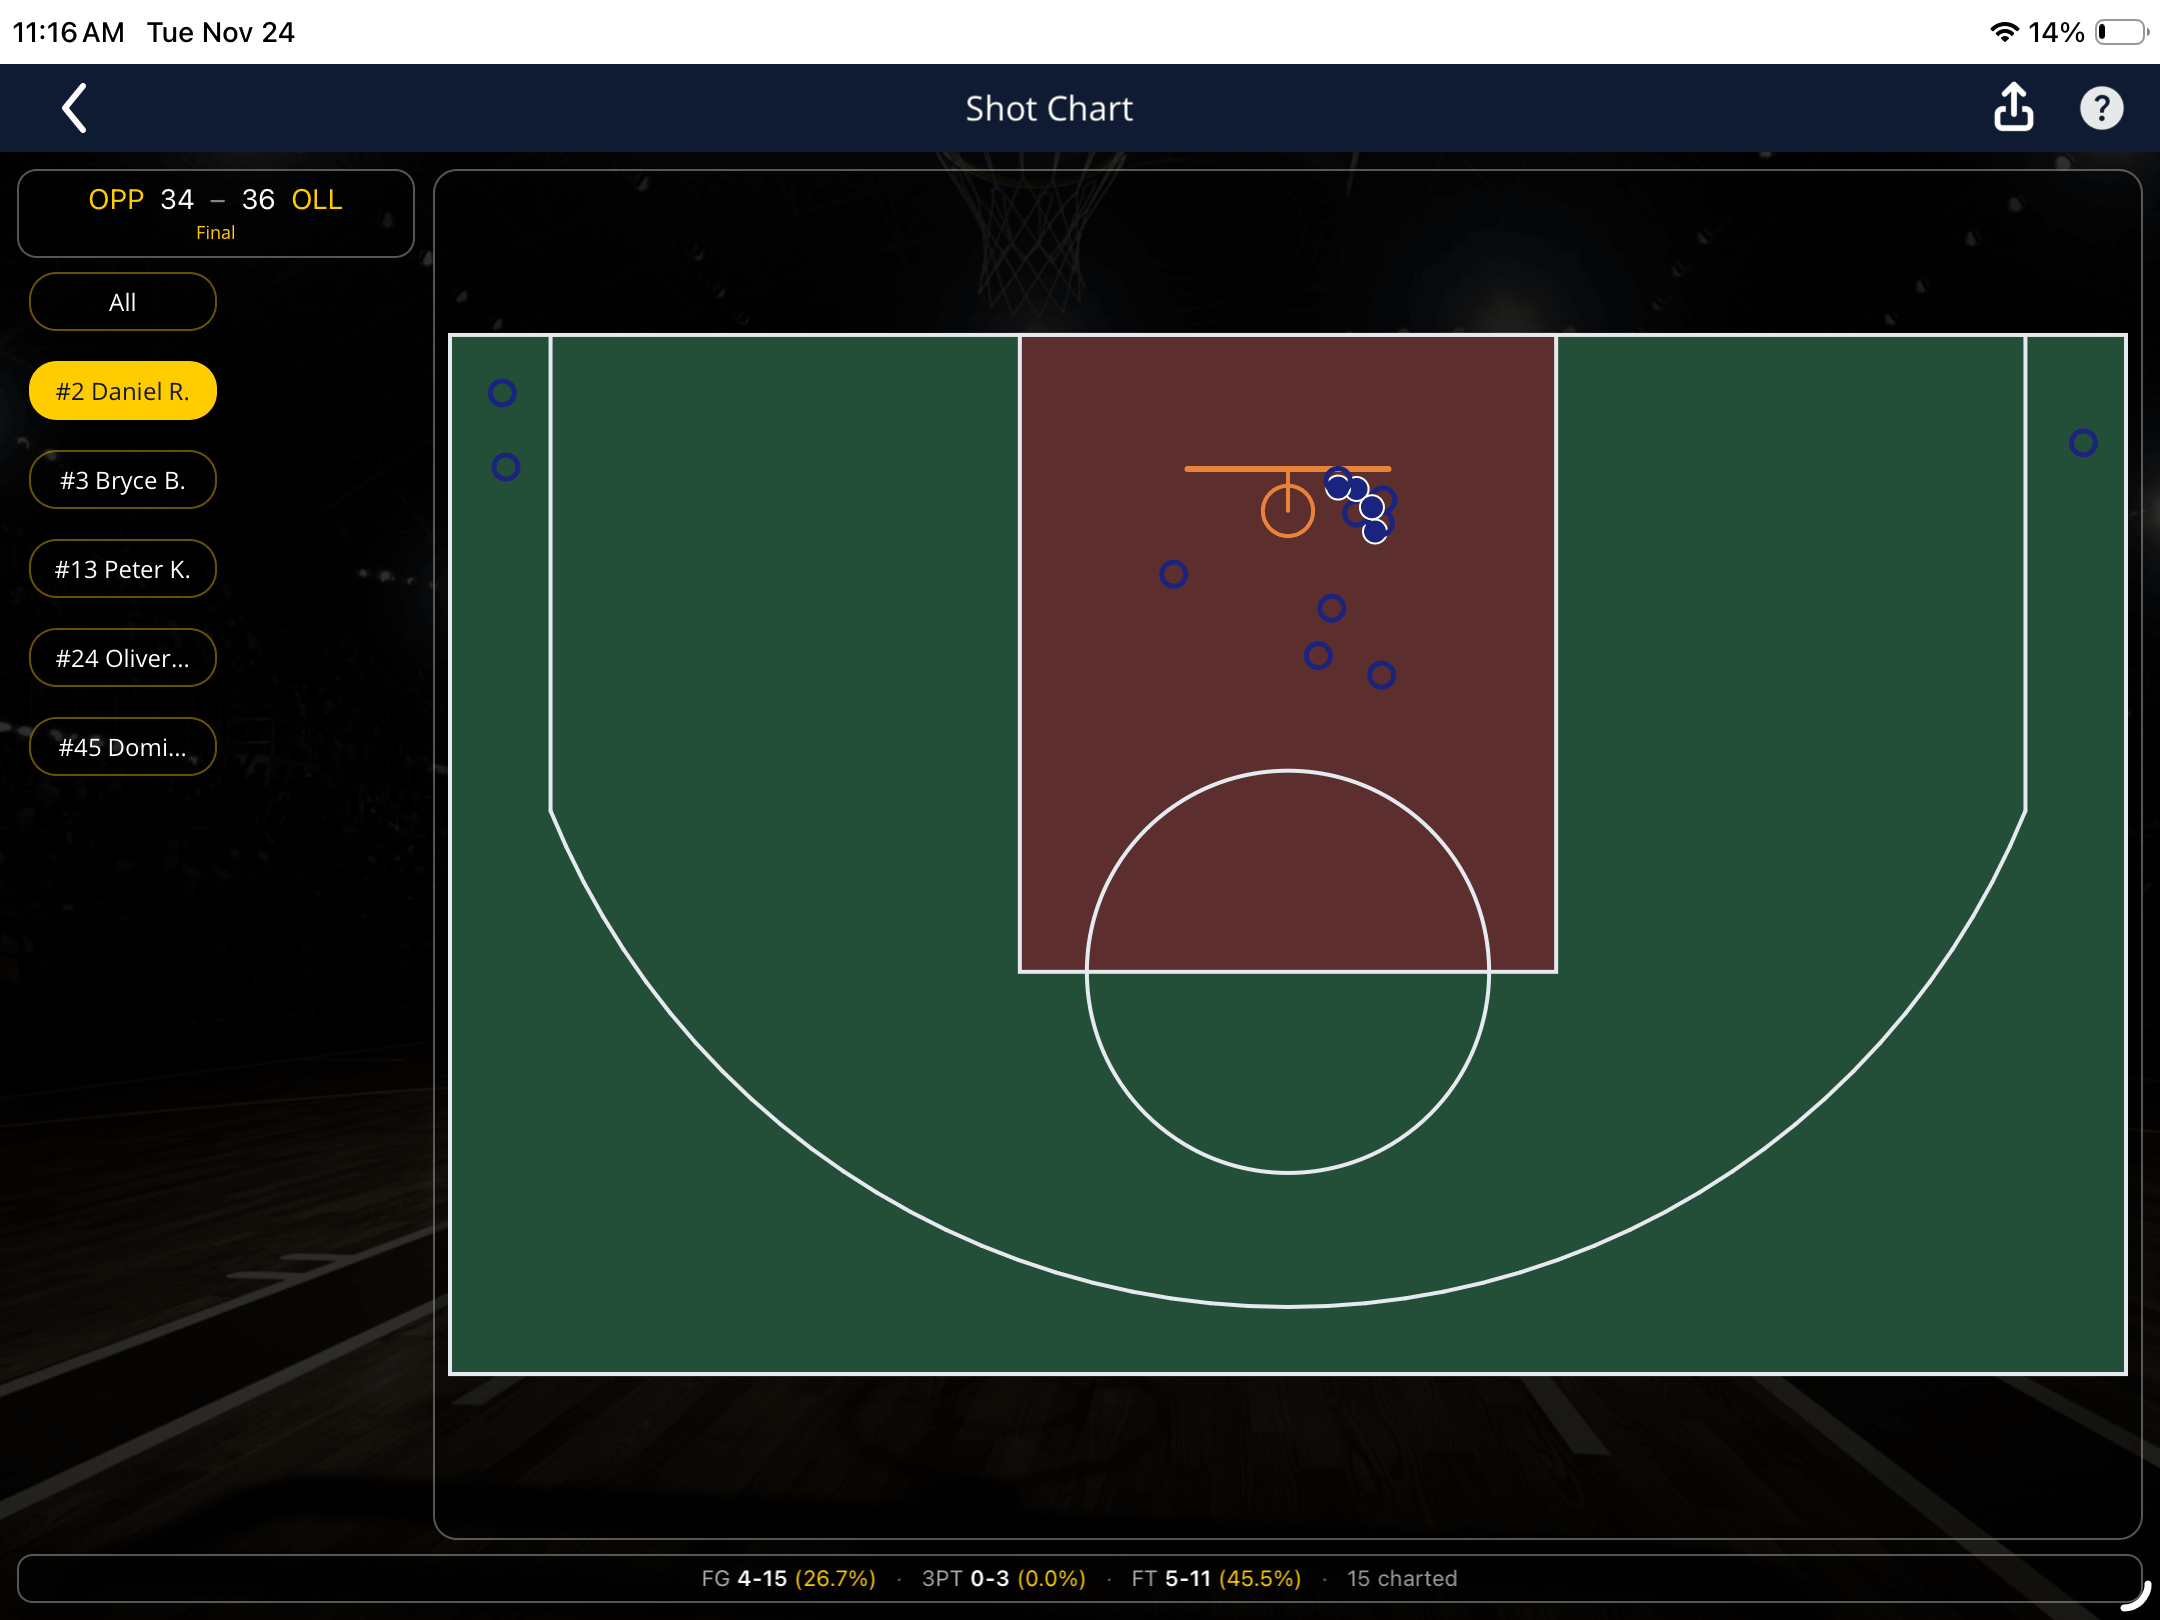 11:16 AM Tue Nov 24
14%
Shot Chart
?
OPP 34 – 36 OLL
Final
All
#2 Daniel R.
#3 Bryce B.
#13 Peter K.
#24 Oliver...
#45 Domi...
FG 4-15 (26.7%) · 3PT 0-3 (0.0%) · FT 5-11 (45.5%) · 15 charted